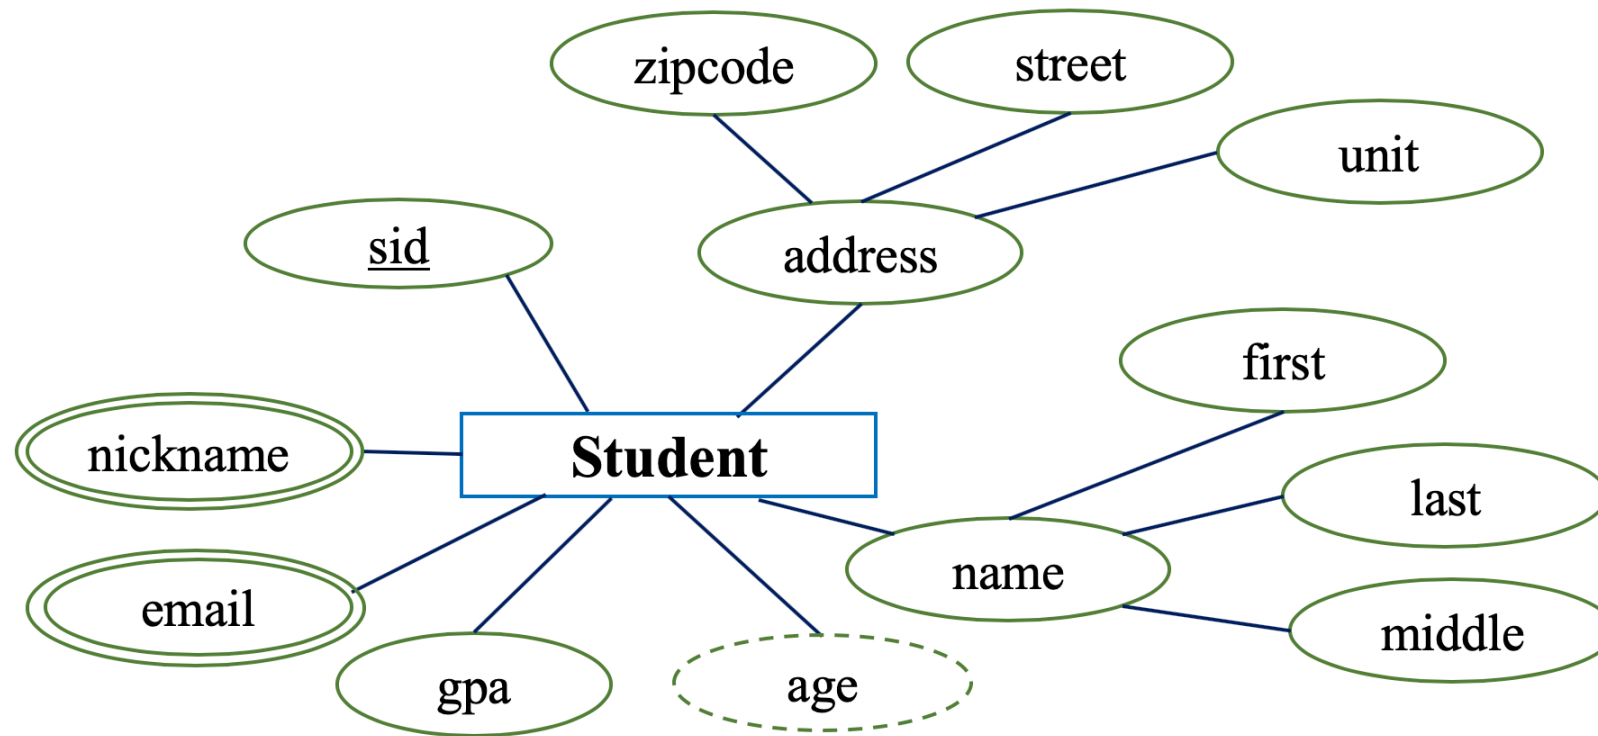 zipcode
street
unit
sid
address
first
nickname
Student
last
name
email
middle
gpa
age